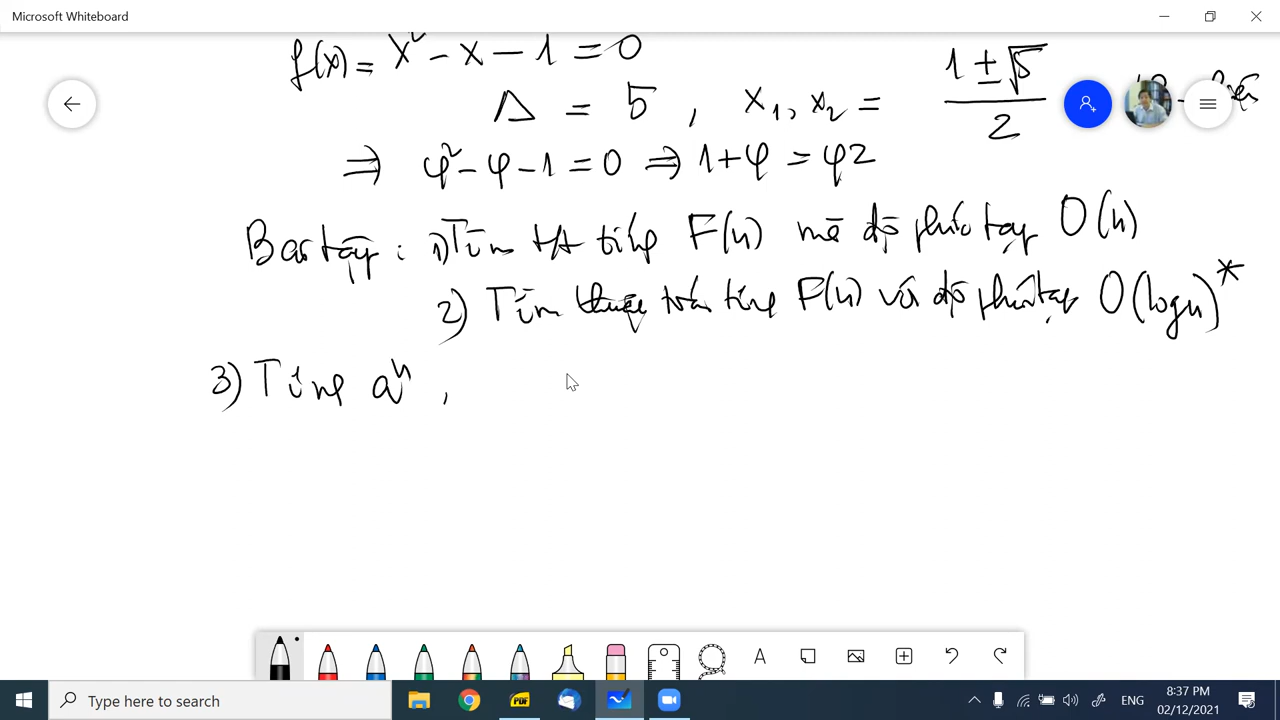 Microsoft Whiteboard
f(x) = x² - x - 1 = 0
Δ = 5 , x₁, x₂ = (1 ± √5)/2
⇒ φ² - φ - 1 = 0 ⇒ 1 + φ = φ2
Bài tập : 1) Tìm tt tính F(n) mà độ phức tạp O(n)
2) Tìm thuật toán tính F(n) với độ phức tạp O(log n)*
3) Tính aⁿ ,
Type here to search
ENG
8:37 PM
02/12/2021